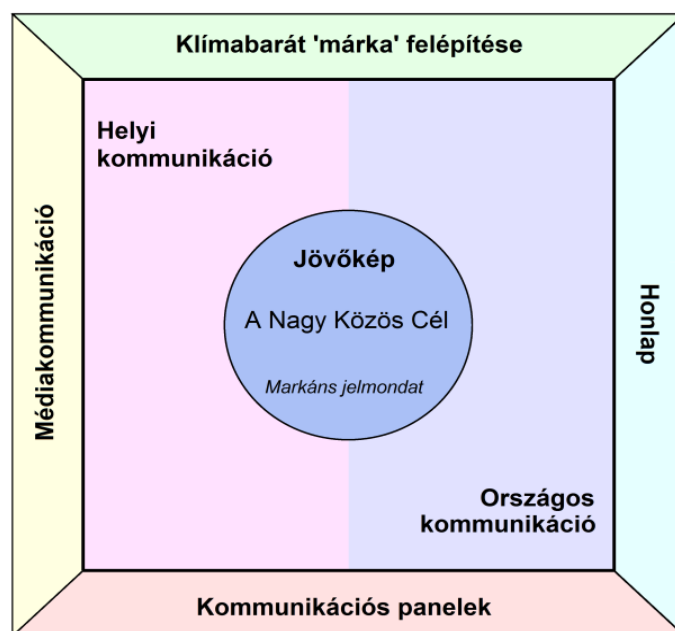 Klímabarát 'márka' felépítése
Helyi
kommunikáció
Médiakommunikáció
Jövőkép
A Nagy Közös Cél
Markáns jelmondat
Honlap
Országos
kommunikáció
Kommunikációs panelek